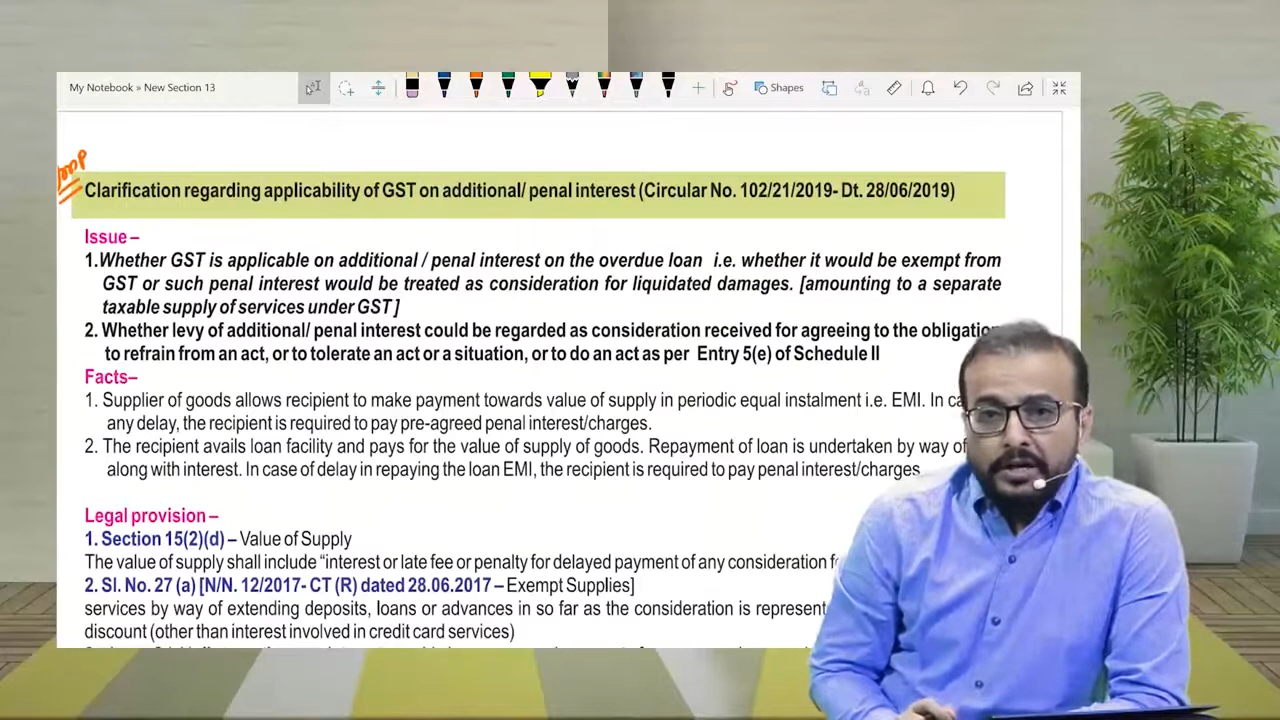 My Notebook » New Section 13
Shapes
Clarification regarding applicability of GST on additional/ penal interest (Circular No. 102/21/2019- Dt. 28/06/2019)
Issue –
1.Whether GST is applicable on additional / penal interest on the overdue loan i.e. whether it would be exempt from
GST or such penal interest would be treated as consideration for liquidated damages. [amounting to a separate
taxable supply of services under GST]
2. Whether levy of additional/ penal interest could be regarded as consideration received for agreeing to the
to refrain from an act, or to tolerate an act or a situation, or to do an act as per Entry 5(e) of Schedule II
Facts–
1. Supplier of goods allows recipient to make payment towards value of supply in periodic equal instalment i.e. EMI. In
any delay, the recipient is required to pay pre-agreed penal interest/charges.
2. The recipient avails loan facility and pays for the value of supply of goods. Repayment of loan is undertaken by way of
along with interest. In case of delay in repaying the loan EMI, the recipient is required to pay penal interest/charges
Legal provision –
1. Section 15(2)(d) – Value of Supply
The value of supply shall include “interest or late fee or penalty for delayed payment of any consideration
2. Sl. No. 27 (a) [N/N. 12/2017- CT (R) dated 28.06.2017 – Exempt Supplies]
services by way of extending deposits, loans or advances in so far as the consideration is
discount (other than interest involved in credit card services)